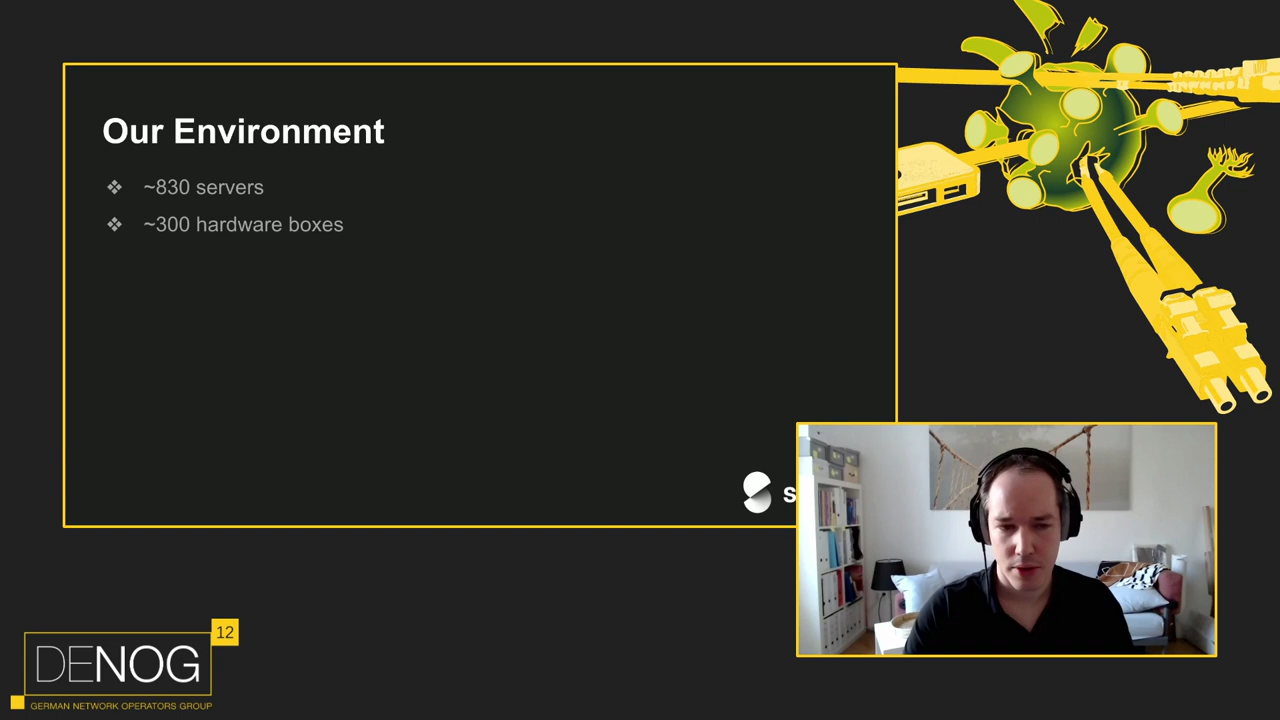 Our Environment
❖ ~830 servers
❖ ~300 hardware boxes
s
12
DENOG
GERMAN NETWORK OPERATORS GROUP